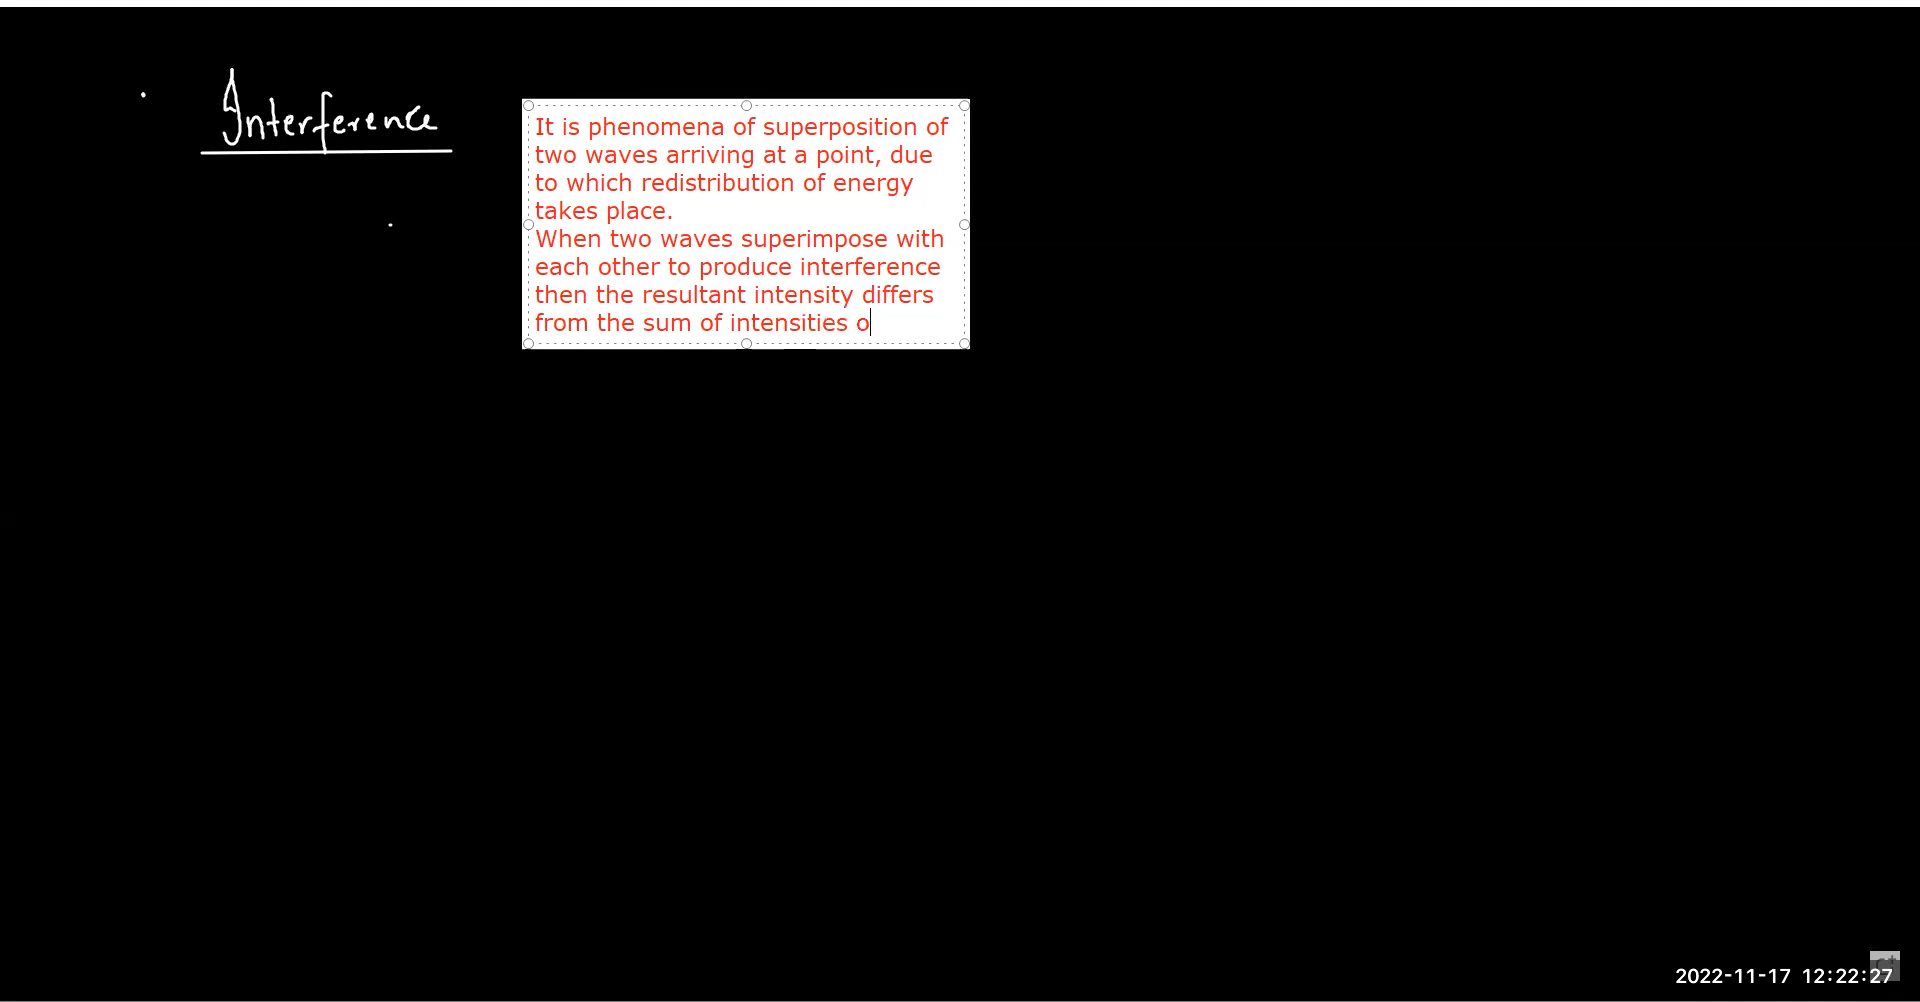 Interference
It is phenomena of superposition of
two waves arriving at a point, due
to which redistribution of energy
takes place.
When two waves superimpose with
each other to produce interference
then the resultant intensity differs
from the sum of intensities o
2022-11-17 12:22:27